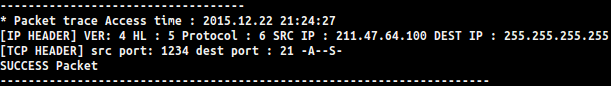 ----------------------------------
* Packet trace Access time : 2015.12.22 21:24:27
[IP HEADER] VER: 4 HL : 5 Protocol : 6 SRC IP : 211.47.64.100 DEST IP : 255.255.255.255
[TCP HEADER] src port: 1234 dest port : 21 -A--S-
SUCCESS Packet
----------------------------------------------------------------------